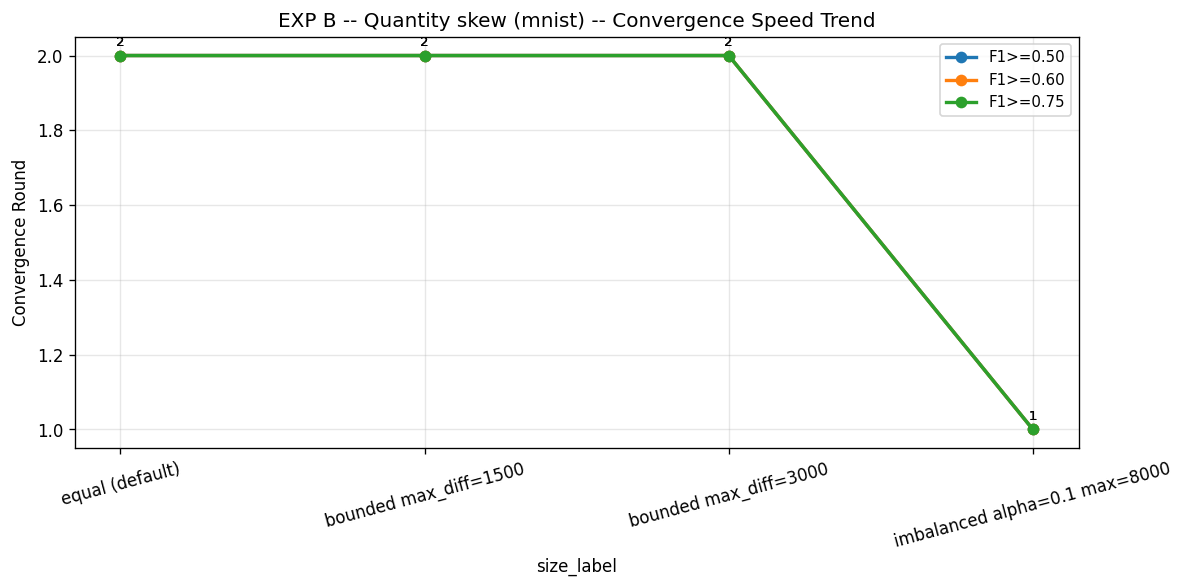 EXP B -- Quantity skew (mnist) -- Convergence Speed Trend
2 2 2
F1>=0.50
F1>=0.60
F1>=0.75
2.0
1.8
1.6
1.4
1.2
1.0
1
Convergence Round
equal (default)
bounded max_diff=1500
bounded max_diff=3000
imbalanced alpha=0.1 max=8000
size_label